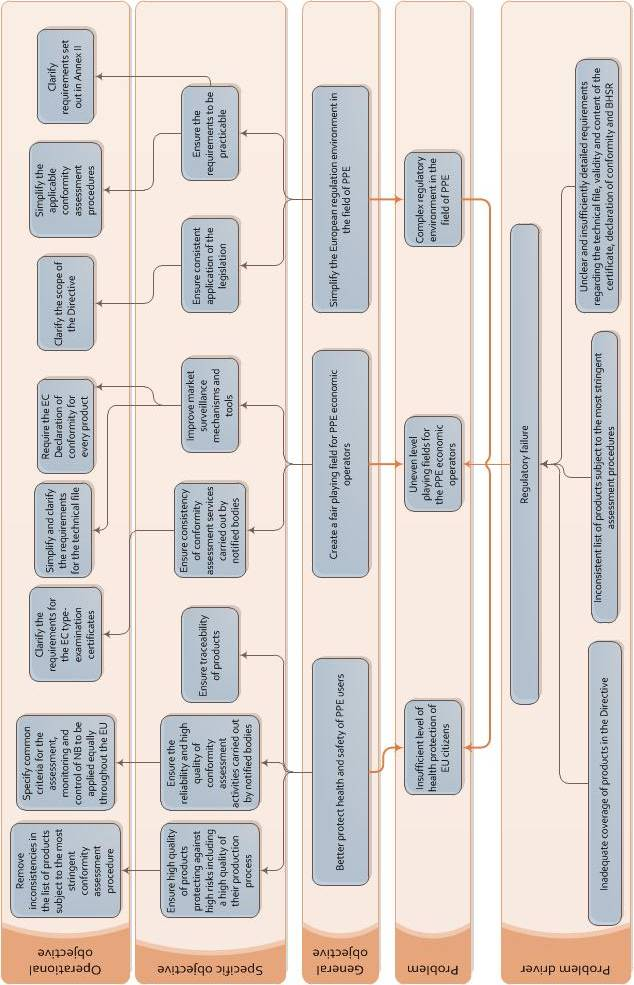 Operational
objective
Remove
inconsistencies in
the list of products
subject to the most
stringent
conformity
assessment
procedure
Specify common
criteria for the
assessment,
monitoring and
control of NB to be
applied equally
throughout the EU
Clarify the
requirements for
the EC type-
examination
certificates
Simplify and clarify
the requirements
for the technical file
Require the EC
Declaration of
conformity for
every product
Clarify the scope of
the Directive
Simplify the
applicable
conformity
assessment
procedures
Clarify
requirements set
out in Annex II
Specific objective
Ensure high quality
of products
protecting against
high risks including
a high quality of
their production
process
Ensure the
reliability and high
quality of
conformity
assessment
activities carried out
by notified bodies
Ensure traceability
of products
Ensure consistency
of conformity
assessment services
carried out by
notified bodies
Improve market
surveillance
mechanisms and
tools
Ensure consistent
application of the
legislation
Ensure the
requirements to be
practicable
General
objective
Better protect health and safety of PPE users
Create a fair playing field for PPE economic
operators
Simplify the European regulation environment in
the field of PPE
Problem
Insufficient level of
health protection of
EU citizens
Uneven level
playing fields for
the PPE economic
operators
Complex regulatory
environment in the
field of PPE
Problem driver
Regulatory failure
Inadequate coverage of products in the Directive
Inconsistent list of products subject to the most stringent
assessment procedures
Unclear and insufficiently detailed requirements
regarding the technical file, validity and content of the
certificate, declaration of conformity and BHSR